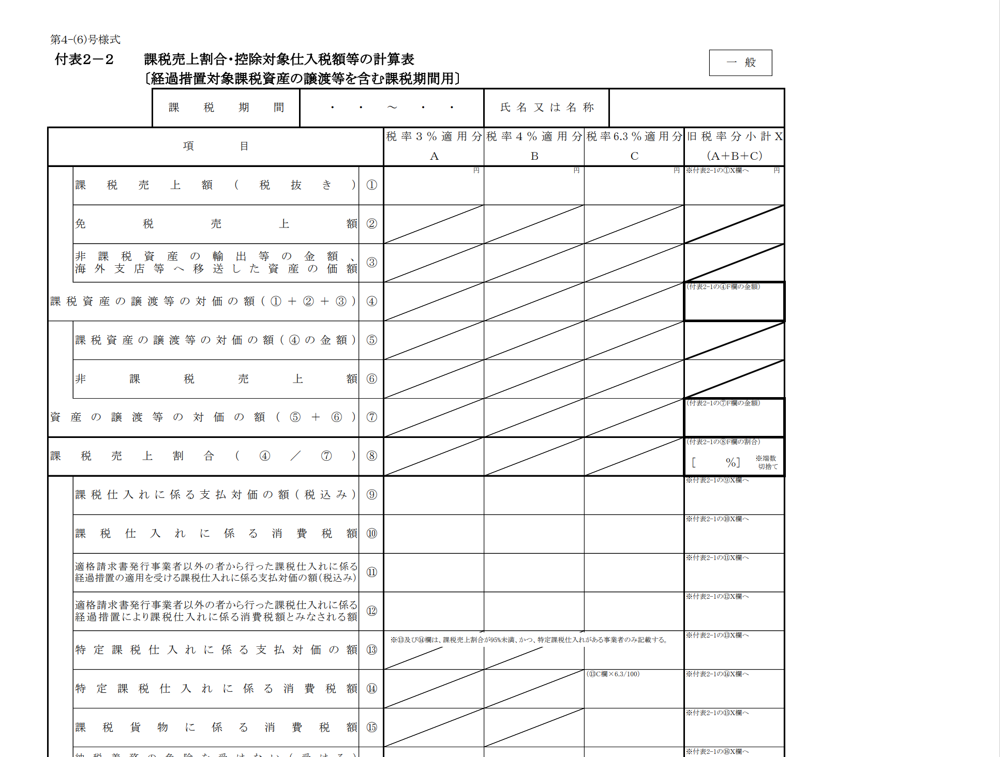 第4-(6)号様式
付表2-2 課税売上割合・控除対象仕入税額等の計算表
〔経過措置対象課税資産の譲渡等を含む課税期間用〕
一般
課税期間 ・ ・ ～ ・ ・ 氏名又は名称
項目 税率3%適用分 税率4%適用分 税率6.3%適用分 旧税率分小計X
A B C (A+B+C)
円 円 円 ※付表2-1の①X欄へ 円
課税売上額(税抜き) ①
免税売上額 ②
非課税資産の輸出等の金額、
海外支店等へ移送した資産の価額 ③
(付表2-1の④F欄の金額)
課税資産の譲渡等の対価の額(①+②+③) ④
課税資産の譲渡等の対価の額(④の金額) ⑤
非課税売上額 ⑥
(付表2-1の⑦F欄の金額)
資産の譲渡等の対価の額(⑤+⑥) ⑦
(付表2-1の⑧F欄の割合)
課税売上割合(④/⑦) ⑧ [ %] ※端数
切捨て
※付表2-1の⑨X欄へ
課税仕入れに係る支払対価の額(税込み) ⑨
※付表2-1の⑩X欄へ
課税仕入れに係る消費税額 ⑩
※付表2-1の⑪X欄へ
適格請求書発行事業者以外の者から行った課税仕入れに係る
経過措置の適用を受ける課税仕入れに係る支払対価の額(税込み) ⑪
※付表2-1の⑫X欄へ
適格請求書発行事業者以外の者から行った課税仕入れに係る
経過措置により課税仕入れに係る消費税額とみなされる額 ⑫
※付表2-1の⑬X欄へ
※⑬及び⑭欄は、課税売上割合が95%未満、かつ、特定課税仕入れがある事業者のみ記載する。
特定課税仕入れに係る支払対価の額 ⑬
(⑬C欄×6.3/100) ※付表2-1の⑭X欄へ
特定課税仕入れに係る消費税額 ⑭
※付表2-1の⑮X欄へ
課税貨物に係る消費税額 ⑮
※付表2-1の⑯X欄へ
納税義務の免除を受けない(受ける)